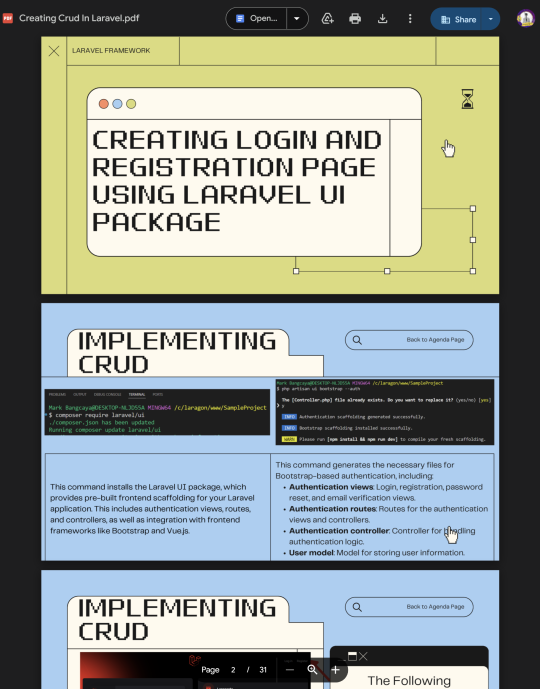 PDF Creating Crud In Laravel.pdf
Open...
Share
LARAVEL FRAMEWORK
CREATING LOGIN AND
REGISTRATION PAGE
USING LARAVEL UI
PACKAGE
IMPLEMENTING
CRUD
Back to Agenda Page
PROBLEMS OUTPUT DEBUG CONSOLE TERMINAL PORTS
Mark Bangcaya@DESKTOP-NLJD55A MINGW64 /c/laragon/www/SampleProject
$ composer require laravel/ui
./composer.json has been updated
Running composer update laravel/ui
Mark Bangcaya@DESKTOP-NLJD55A MINGW64 /c/laragon/www/SampleProject
$ php artisan ui bootstrap --auth
The [Controller.php] file already exists. Do you want to replace it? (yes/no) [yes]
> y
INFO Authentication scaffolding generated successfully.
INFO Bootstrap scaffolding installed successfully.
WARN Please run [npm install && npm run dev] to compile your fresh scaffolding.
This command installs the Laravel UI package, which
provides pre-built frontend scaffolding for your Laravel
application. This includes authentication views, routes,
and controllers, as well as integration with frontend
frameworks like Bootstrap and Vue.js.
This command generates the necessary files for
Bootstrap-based authentication, including:
• Authentication views: Login, registration, password
reset, and email verification views.
• Authentication routes: Routes for the authentication
views and controllers.
• Authentication controller: Controller for handling
authentication logic.
• User model: Model for storing user information.
IMPLEMENTING
CRUD
Back to Agenda Page
Page 2 / 31
The Following